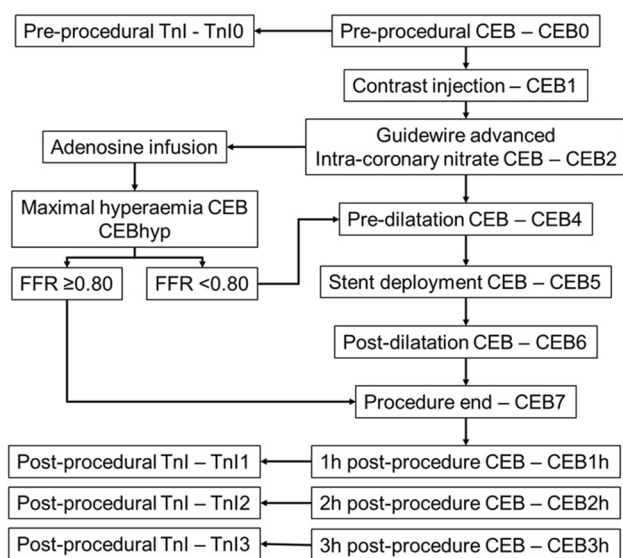 Pre-procedural TnI - TnI0
Pre-procedural CEB – CEB0
Contrast injection – CEB1
Guidewire advanced
Intra-coronary nitrate CEB – CEB2
Adenosine infusion
Maximal hyperaemia CEB
CEBhyp
Pre-dilatation CEB – CEB4
FFR ≥0.80
FFR <0.80
Stent deployment CEB – CEB5
Post-dilatation CEB – CEB6
Procedure end – CEB7
Post-procedural TnI – TnI1
1h post-procedure CEB – CEB1h
Post-procedural TnI – TnI2
2h post-procedure CEB – CEB2h
Post-procedural TnI – TnI3
3h post-procedure CEB – CEB3h